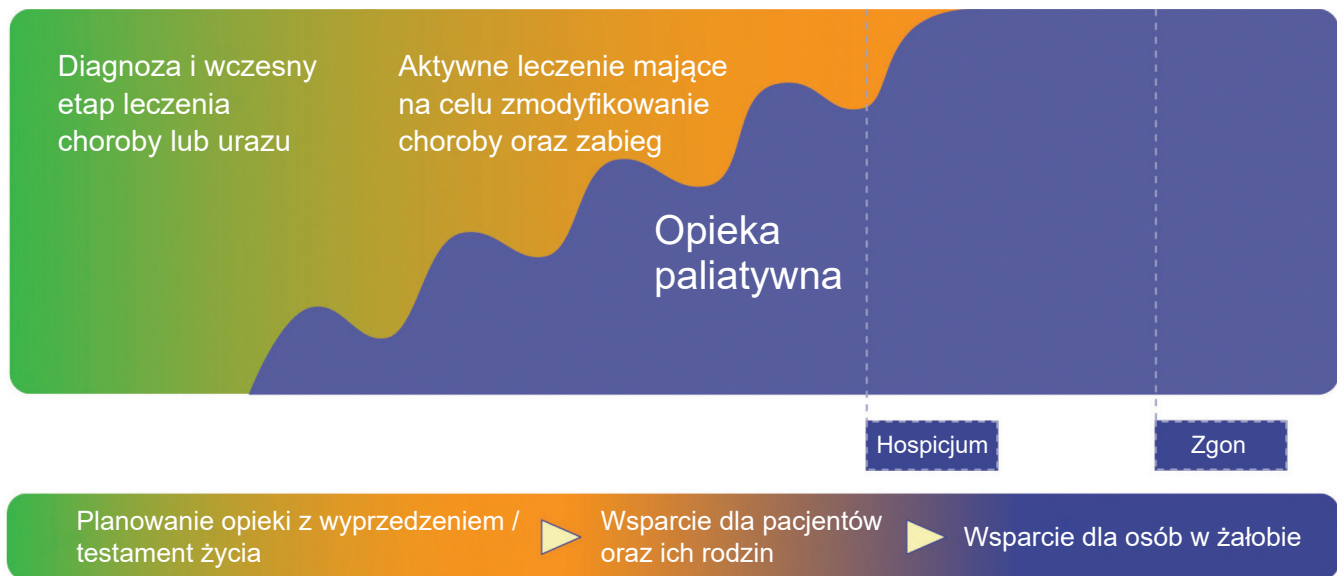 Diagnoza i wczesny
etap leczenia
choroby lub urazu
Aktywne leczenie mające
na celu zmodyfikowanie
choroby oraz zabieg
Opieka
paliatywna
Hospicjum
Zgon
Planowanie opieki z wyprzedzeniem /
testament życia
Wsparcie dla pacjentów
oraz ich rodzin
Wsparcie dla osób w żałobie